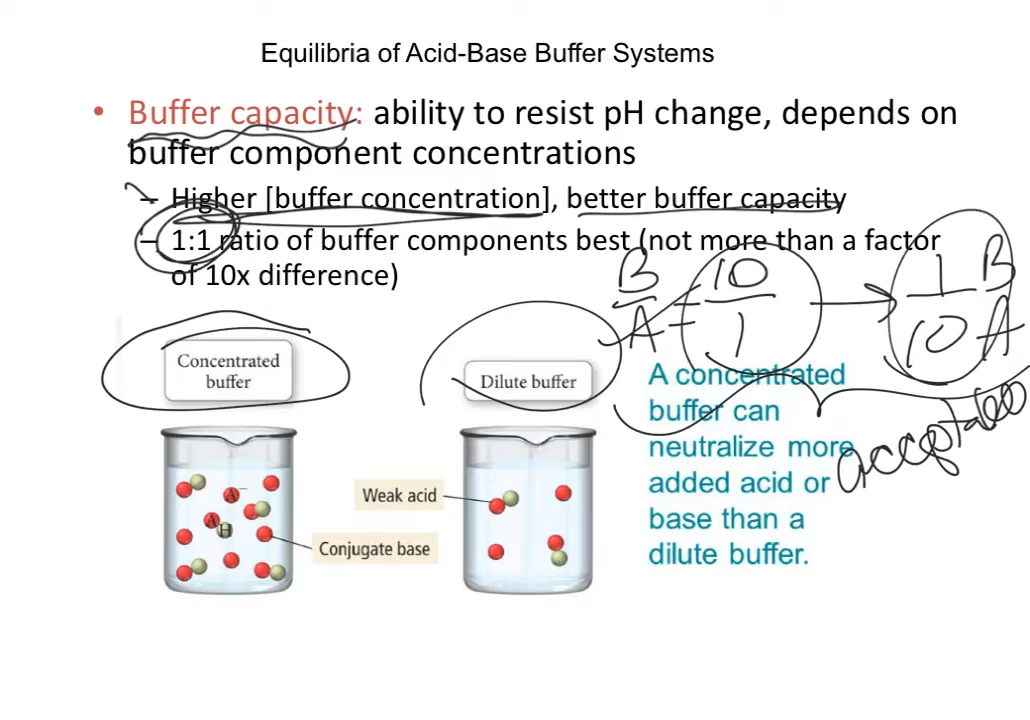 Equilibria of Acid-Base Buffer Systems
• Buffer capacity: ability to resist pH change, depends on
buffer component concentrations
– Higher [buffer concentration], better buffer capacity
– 1:1 ratio of buffer components best (not more than a factor
of 10x difference)
B/A = 10/1 → 1/10 B/A
acceptable
Concentrated
buffer
Dilute buffer
A concentrated
buffer can
neutralize more
added acid or
base than a
dilute buffer.
Weak acid
Conjugate base
A⁻
A
H